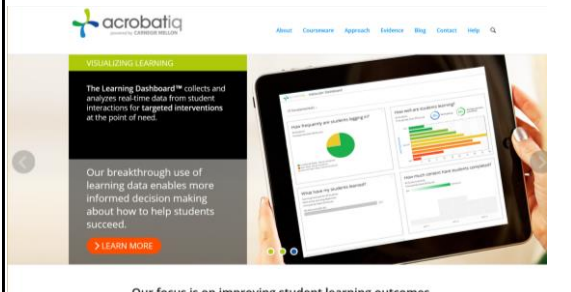 acrobatiq
powered by CARNEGIE MELLON
About Courseware Approach Evidence Blog Contact Help
VISUALIZING LEARNING
The Learning Dashboard™ collects and
analyzes real-time data from student
interactions for targeted interventions
at the point of need.
Our breakthrough use of
learning data enables more
informed decision making
about how to help students
succeed.
> LEARN MORE
How frequently are students logging in?
How well are students learning?
What have my students learned?
How much content have students completed?
Our focus is on improving student learning outcomes